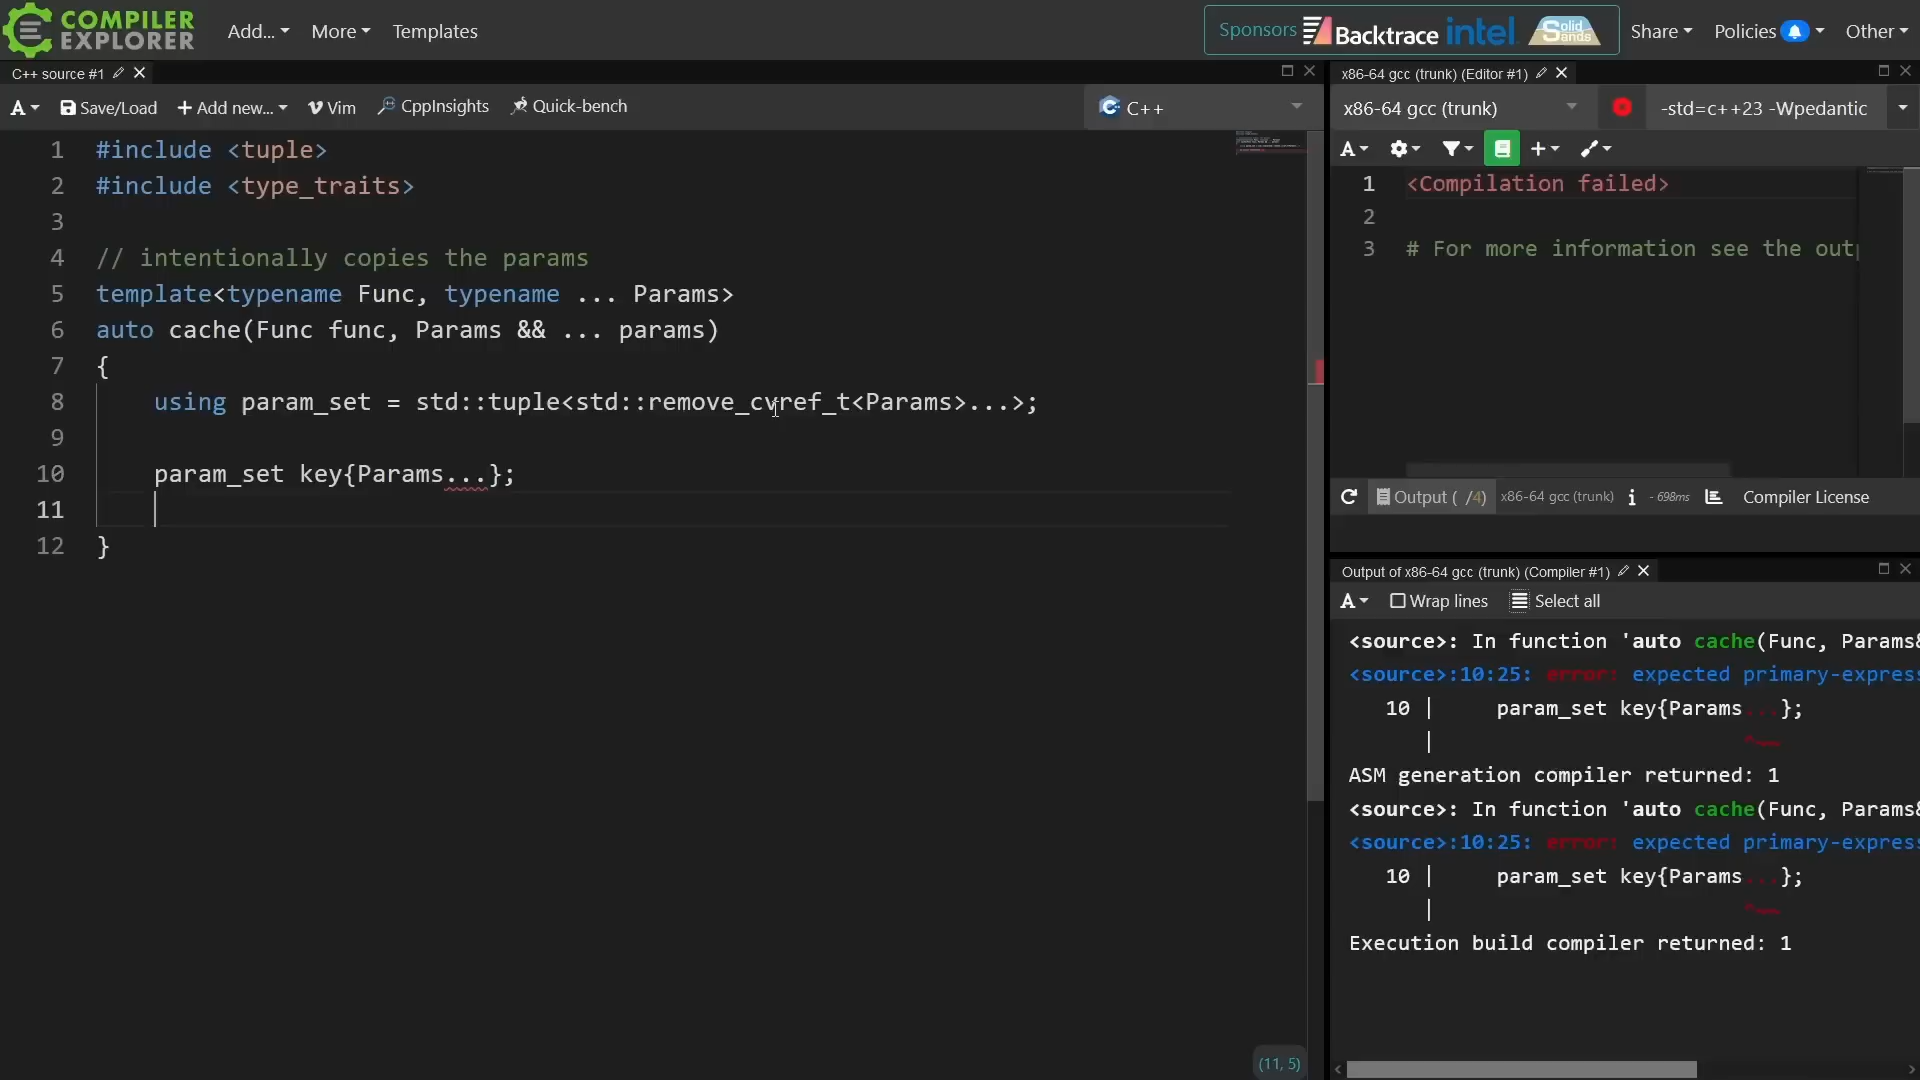 COMPILER EXPLORER
Add...
More
Templates
Sponsors
Backtrace
intel
Solid Sands
Share
Policies
Other
C++ source #1
x86-64 gcc (trunk) (Editor #1)
A
Save/Load
Add new...
Vim
CppInsights
Quick-bench
C++
x86-64 gcc (trunk)
-std=c++23 -Wpedantic
1 #include <tuple>
2 #include <type_traits>
3
4 // intentionally copies the params
5 template<typename Func, typename ... Params>
6 auto cache(Func func, Params && ... params)
7 {
8 using param_set = std::tuple<std::remove_cvref_t<Params>...>;
9
10 param_set key{Params...};
11
12 }
(11, 5)
A
1 <Compilation failed>
2
3 # For more information see the out
Output ( /4)
x86-64 gcc (trunk)
i
- 698ms
Compiler License
Output of x86-64 gcc (trunk) (Compiler #1)
A
Wrap lines
Select all
<source>: In function 'auto cache(Func, Params&
<source>:10:25: error: expected primary-express
10 | param_set key{Params...};
| ^~~
ASM generation compiler returned: 1
<source>: In function 'auto cache(Func, Params&
<source>:10:25: error: expected primary-express
10 | param_set key{Params...};
| ^~~
Execution build compiler returned: 1